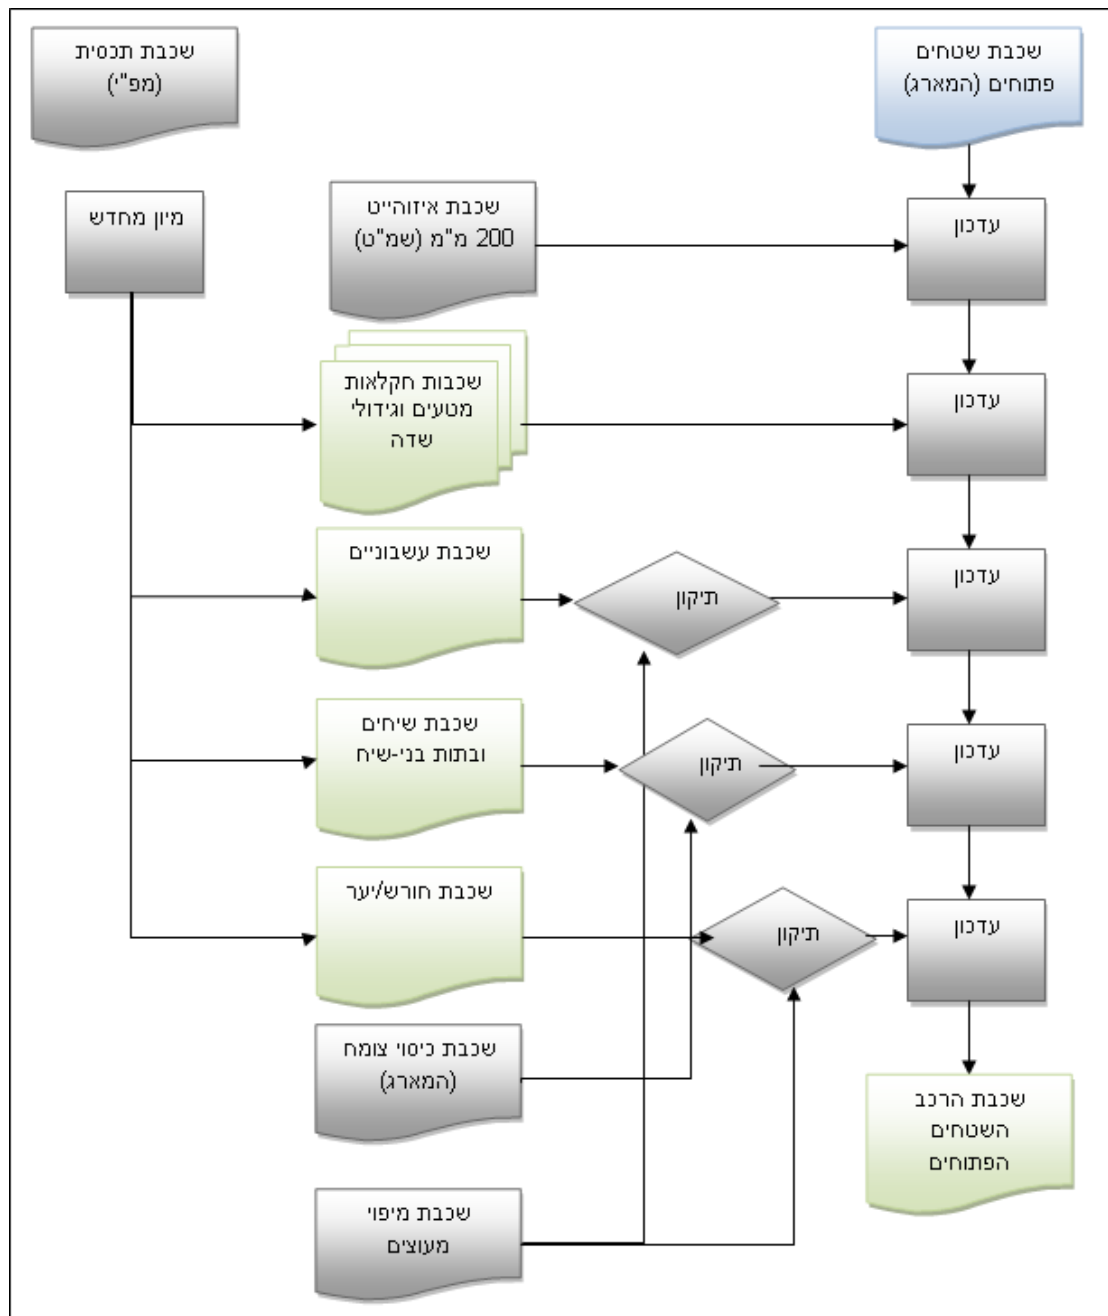 שכבת תכסית
(מפ"י)
שכבת שטחים
פתוחים (המארג)
מיון מחדש
שכבת איזוהייט
200 מ"מ (שמ"ט)
עדכון
שכבות חקלאות
מטעים וגידולי
שדה
עדכון
שכבת עשבוניים
תיקון
עדכון
שכבת שיחים
ובתות בני-שיח
תיקון
עדכון
שכבת חורש/יער
תיקון
עדכון
שכבת כיסוי צומח
(המארג)
שכבת הרכב
השטחים
הפתוחים
שכבת מיפוי
מעוצים